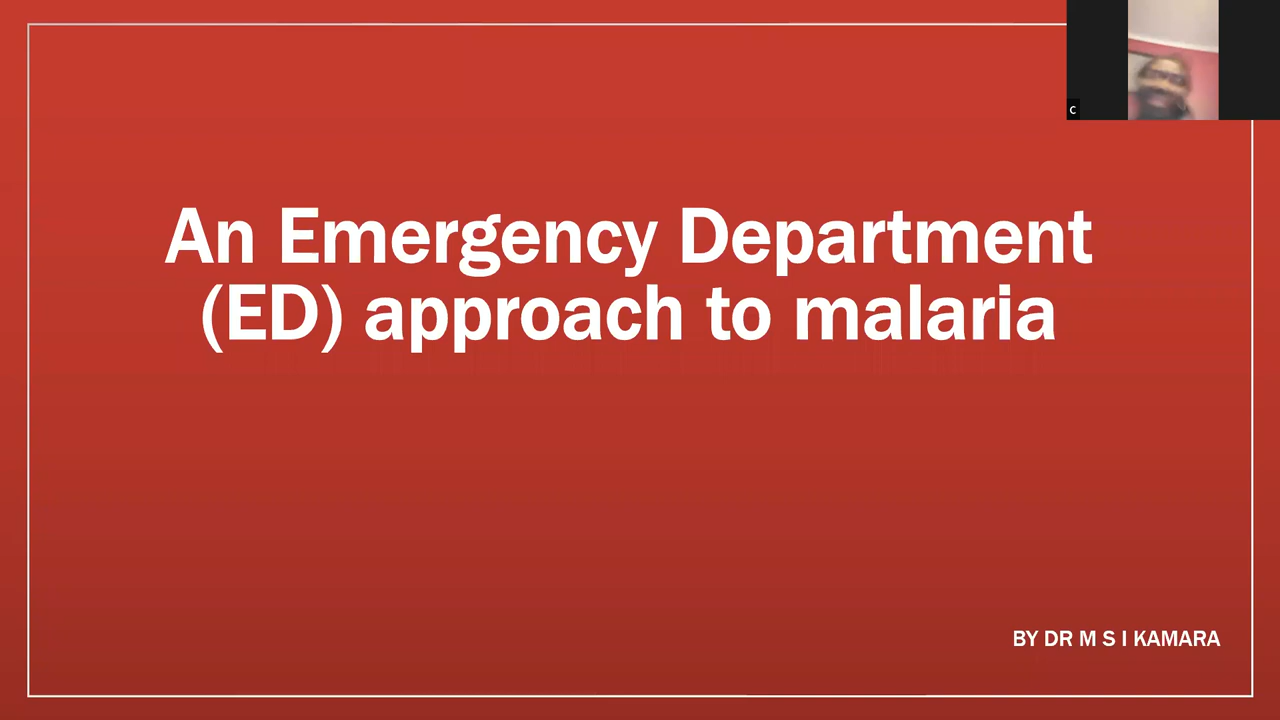 C
An Emergency Department
(ED) approach to malaria
BY DR M S I KAMARA